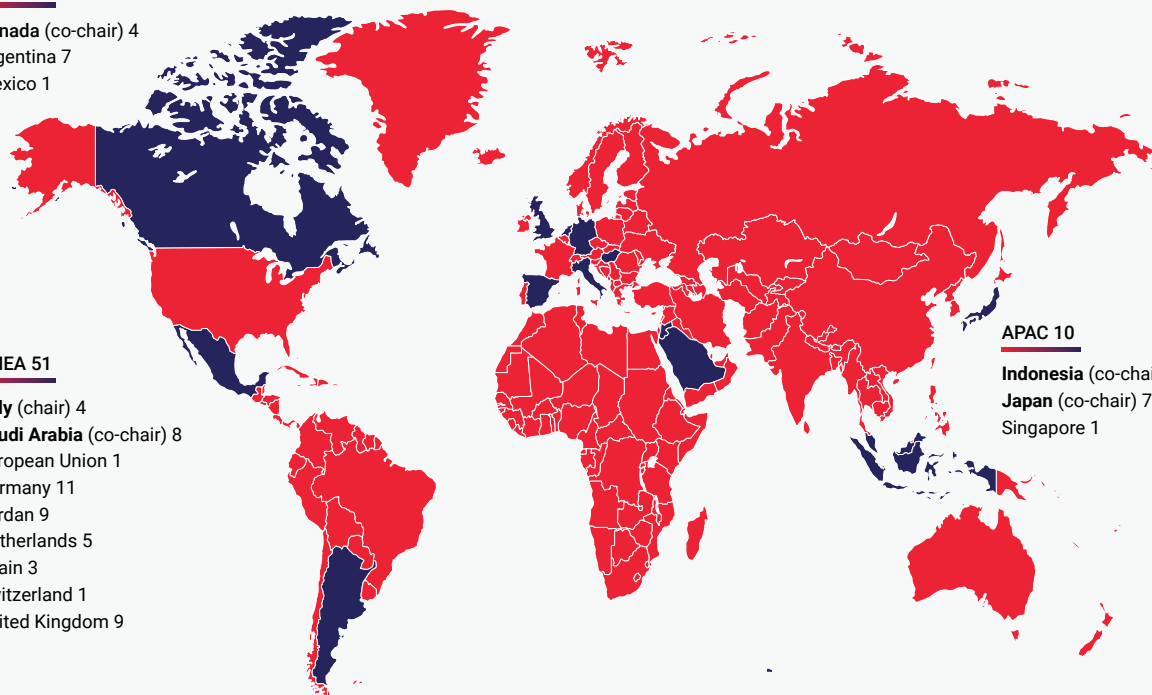 nada (co-chair) 4
gentina 7
exico 1
MEA 51
ly (chair) 4
udi Arabia (co-chair) 8
ropean Union 1
rmany 11
rdan 9
therlands 5
ain 3
itzerland 1
ited Kingdom 9
APAC 10
Indonesia (co-chai
Japan (co-chair) 7
Singapore 1